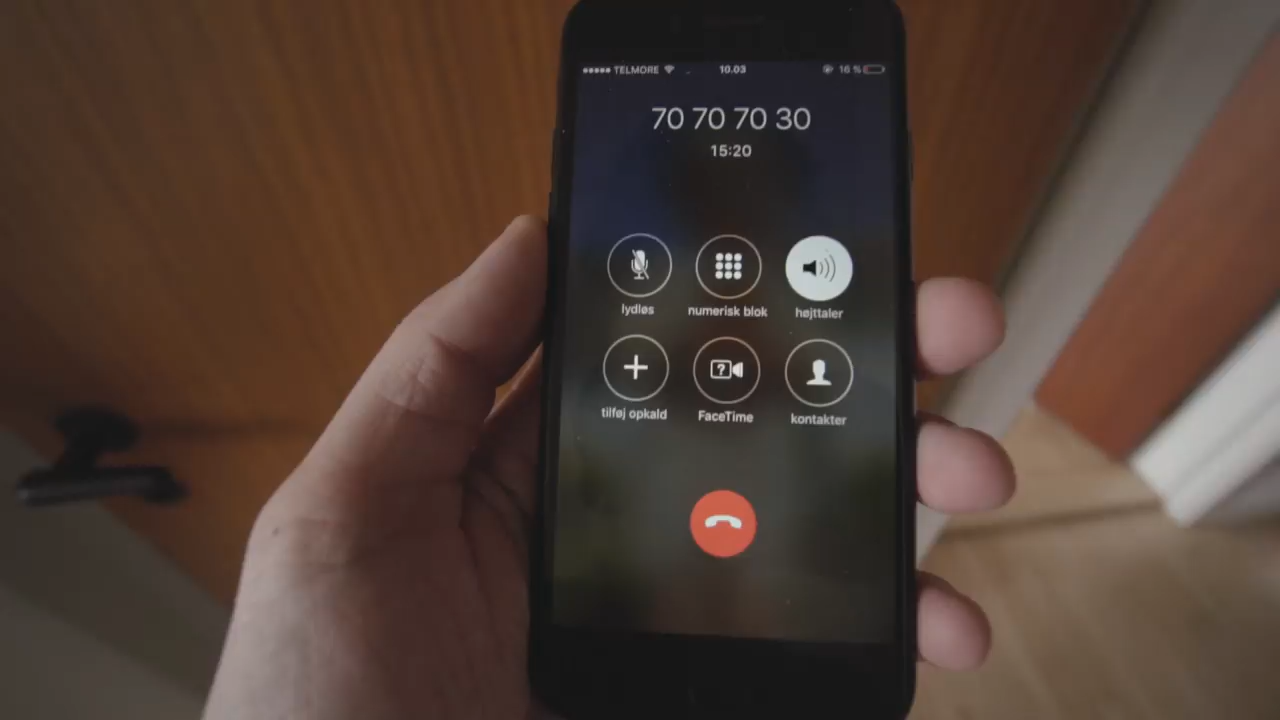 TELMORE 10.03 16 %
70 70 70 30
15:20
lydløs numerisk blok højttaler
tilføj opkald FaceTime kontakter